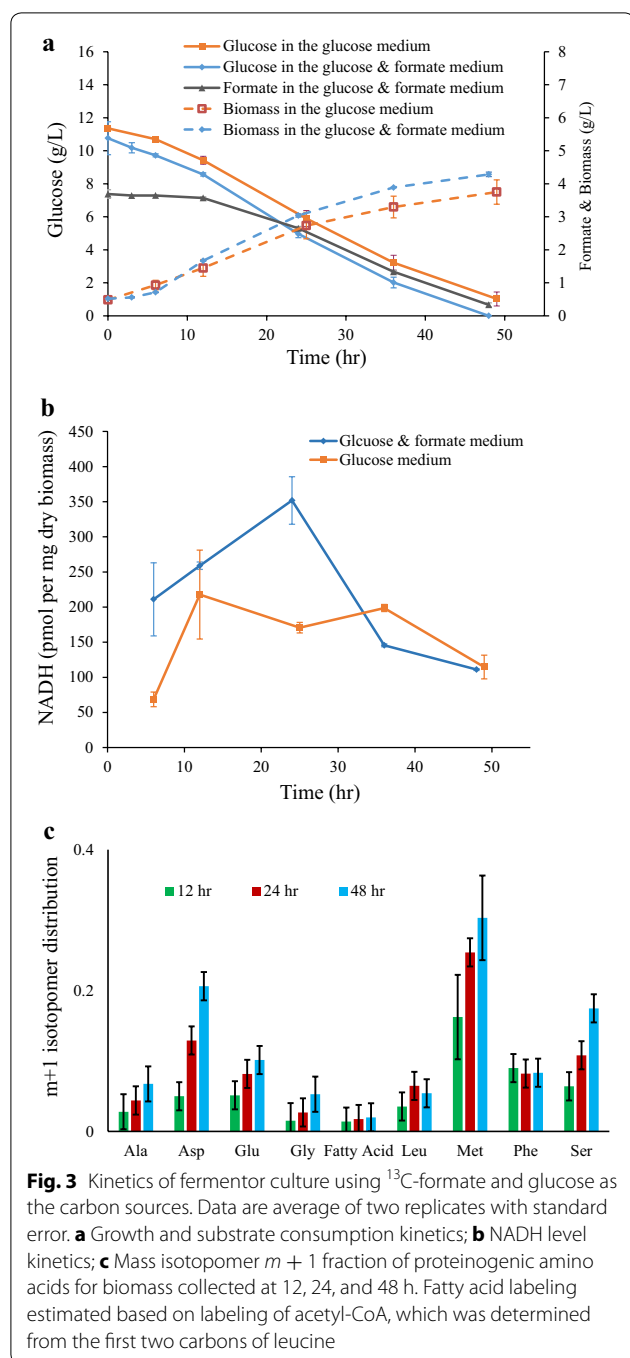 a
Glucose in the glucose medium
Glucose in the glucose & formate medium
Formate in the glucose & formate medium
Biomass in the glucose medium
Biomass in the glucose & formate medium
Glucose (g/L)
16
14
12
10
8
6
4
2
0
8
7
6
5
4
3
2
1
0
Formate & Biomass (g/L)
0 10 20 30 40 50
Time (hr)
b
Glcuose & formate medium
Glucose medium
NADH (pmol per mg dry biomass)
450
400
350
300
250
200
150
100
50
0
0 10 20 30 40 50
Time (hr)
c
m+1 isotopomer distribution
0.4
0.2
0
12 hr 24 hr 48 hr
Ala Asp Glu Gly Fatty Acid Leu Met Phe Ser
Fig. 3 Kinetics of fermentor culture using ¹³C-formate and glucose as
the carbon sources. Data are average of two replicates with standard
error. a Growth and substrate consumption kinetics; b NADH level
kinetics; c Mass isotopomer m + 1 fraction of proteinogenic amino
acids for biomass collected at 12, 24, and 48 h. Fatty acid labeling
estimated based on labeling of acetyl-CoA, which was determined
from the first two carbons of leucine